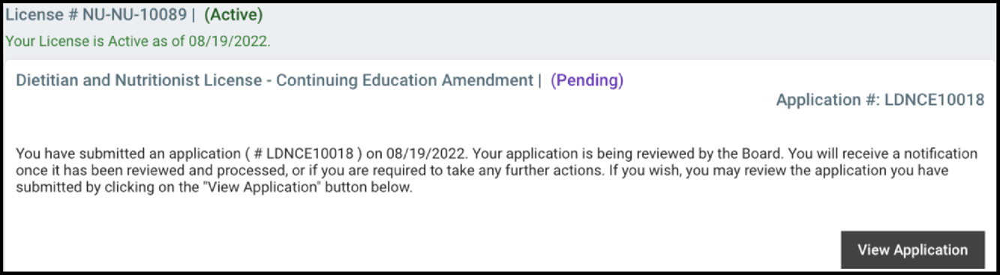 License # NU-NU-10089 | (Active)
Your License is Active as of 08/19/2022.
Dietitian and Nutritionist License - Continuing Education Amendment | (Pending)
Application #: LDNCE10018
You have submitted an application ( # LDNCE10018 ) on 08/19/2022. Your application is being reviewed by the Board. You will receive a notification
once it has been reviewed and processed, or if you are required to take any further actions. If you wish, you may review the application you have
submitted by clicking on the "View Application" button below.
View Application